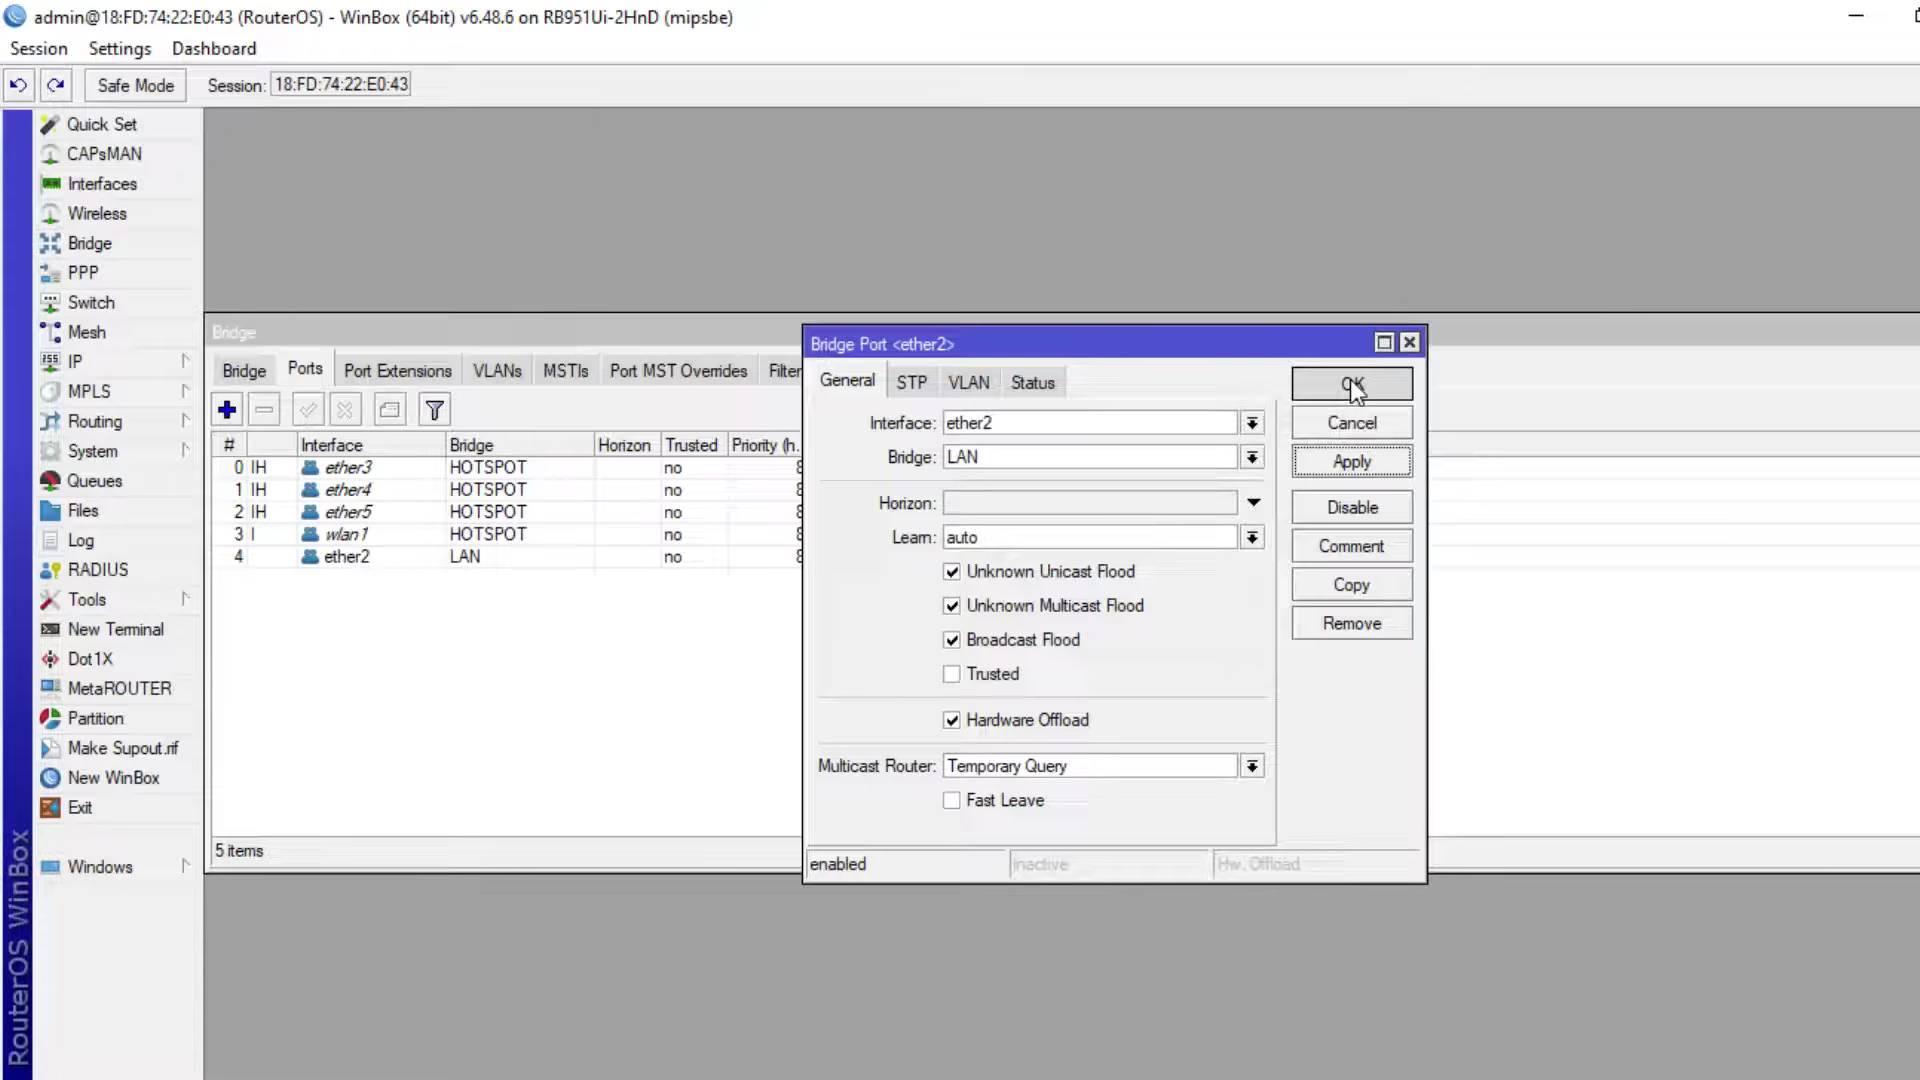 admin@18:FD:74:22:E0:43 (RouterOS) - WinBox (64bit) v6.48.6 on RB951Ui-2HnD (mipsbe)
Session Settings Dashboard
Safe Mode Session: 18:FD:74:22:E0:43
Quick Set
CAPsMAN
Interfaces
Wireless
Bridge
PPP
Switch
Mesh
IP
MPLS
Routing
System
Queues
Files
Log
RADIUS
Tools
New Terminal
Dot1X
MetaROUTER
Partition
Make Supout.rif
New WinBox
Exit
Windows
RouterOS WinBox
Bridge
Bridge Ports Port Extensions VLANs MSTIs Port MST Overrides Filter
# Interface Bridge Horizon Trusted Priority (h.
0 IH ether3 HOTSPOT no 8
1 IH ether4 HOTSPOT no 8
2 IH ether5 HOTSPOT no 8
3 I wlan1 HOTSPOT no 8
4 ether2 LAN no 8
5 items
Bridge Port <ether2>
General STP VLAN Status
Interface: ether2
Bridge: LAN
Horizon:
Learn: auto
Unknown Unicast Flood
Unknown Multicast Flood
Broadcast Flood
Trusted
Hardware Offload
Multicast Router: Temporary Query
Fast Leave
OK
Cancel
Apply
Disable
Comment
Copy
Remove
enabled inactive Hw. Offload